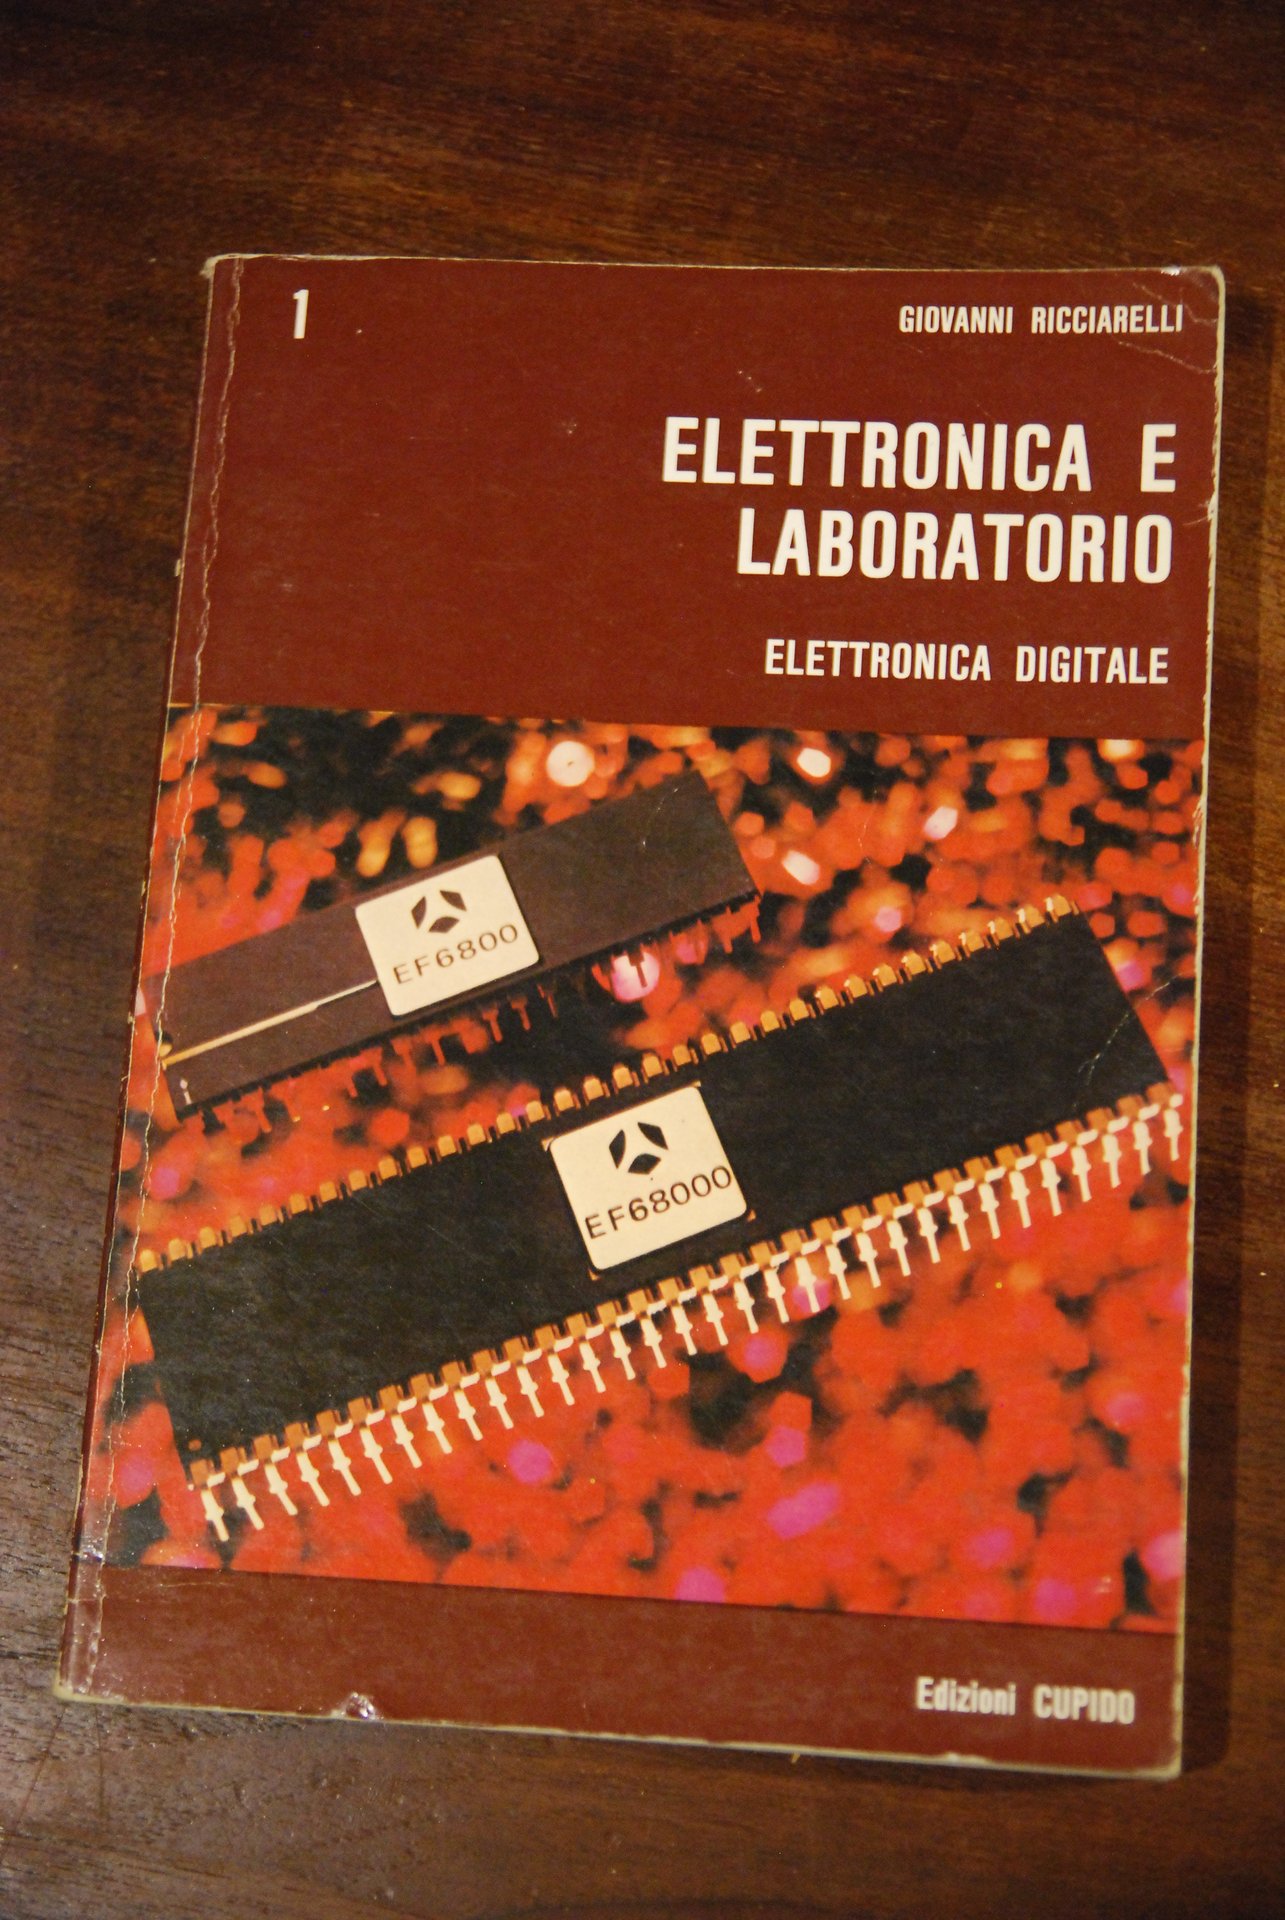 1
GIOVANNI RICCIARELLI
ELETTRONICA E
LABORATORIO
ELETTRONICA DIGITALE
EF6800
EF68000
Edizioni CUPIDO